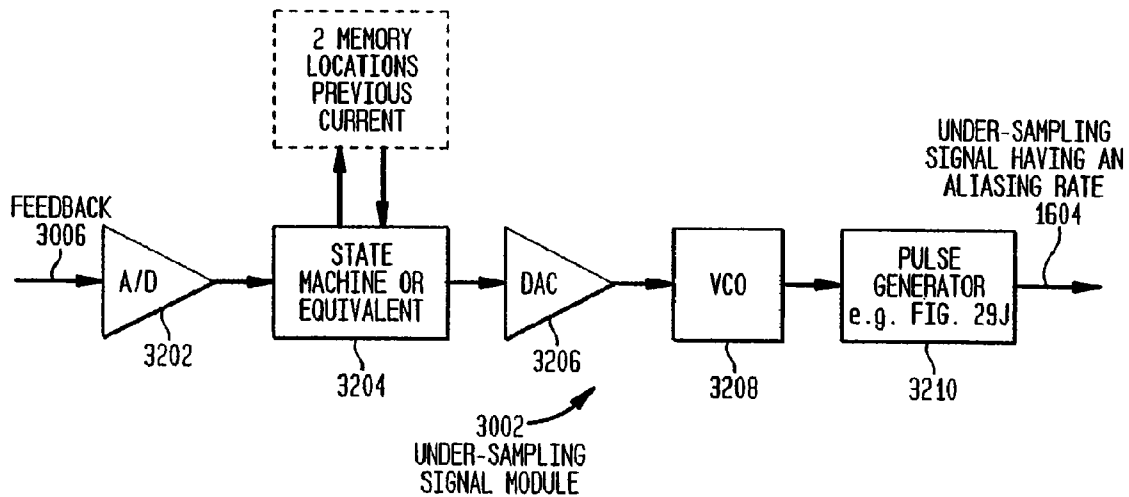 2 MEMORY
LOCATIONS
PREVIOUS
CURRENT
UNDER-SAMPLING
SIGNAL HAVING AN
ALIASING RATE
1604
FEEDBACK
3006
A/D
3202
STATE
MACHINE OR
EQUIVALENT
3204
DAC
3206
VCO
3208
PULSE
GENERATOR
e.g. FIG. 29J
3210
3002
UNDER-SAMPLING
SIGNAL MODULE